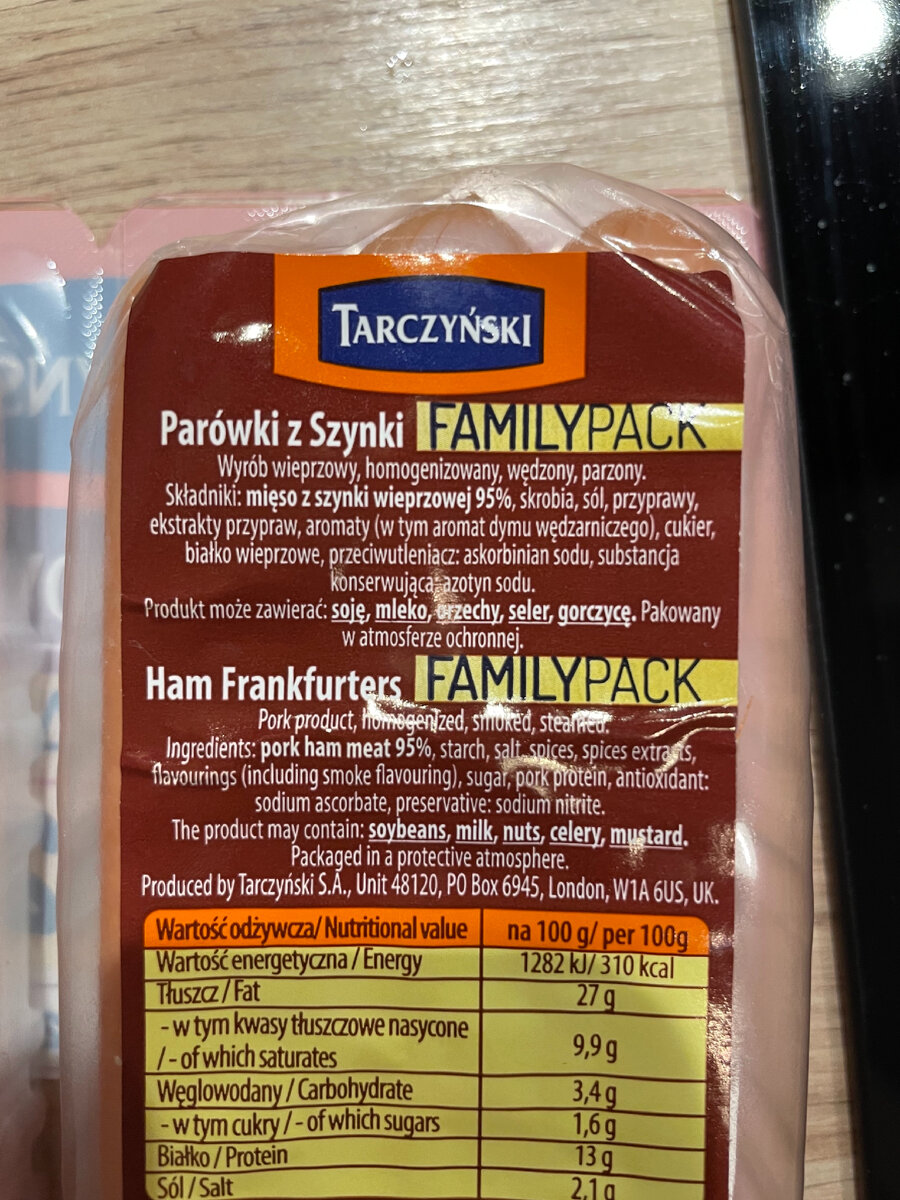 TARCZYŃSKI
Parówki z Szynki FAMILYPACK
Wyrób wieprzowy, homogenizowany, wędzony, parzony.
Składniki: mięso z szynki wieprzowej 95%, skrobia, sól, przyprawy,
ekstrakty przypraw, aromaty (w tym aromat dymu wędzarniczego), cukier,
białko wieprzowe, przeciwutleniacz: askorbinian sodu, substancja
konserwująca: azotyn sodu.
Produkt może zawierać: soję, mleko, orzechy, seler, gorczycę. Pakowany
w atmosferze ochronnej.
Ham Frankfurters FAMILYPACK
Pork product, homogenized, smoked, steamed.
Ingredients: pork ham meat 95%, starch, salt, spices, spices extracts,
flavourings (including smoke flavouring), sugar, pork protein, antioxidant:
sodium ascorbate, preservative: sodium nitrite.
The product may contain: soybeans, milk, nuts, celery, mustard.
Packaged in a protective atmosphere.
Produced by Tarczyński S.A., Unit 48120, PO Box 6945, London, W1A 6US, UK.
Wartość odżywcza/ Nutritional value na 100 g/ per 100g
Wartość energetyczna / Energy 1282 kJ/ 310 kcal
Tłuszcz / Fat 27 g
- w tym kwasy tłuszczowe nasycone
/ - of which saturates 9,9 g
Węglowodany / Carbohydrate 3,4 g
- w tym cukry / - of which sugars 1,6 g
Białko / Protein 13 g
Sól / Salt 2,1 g